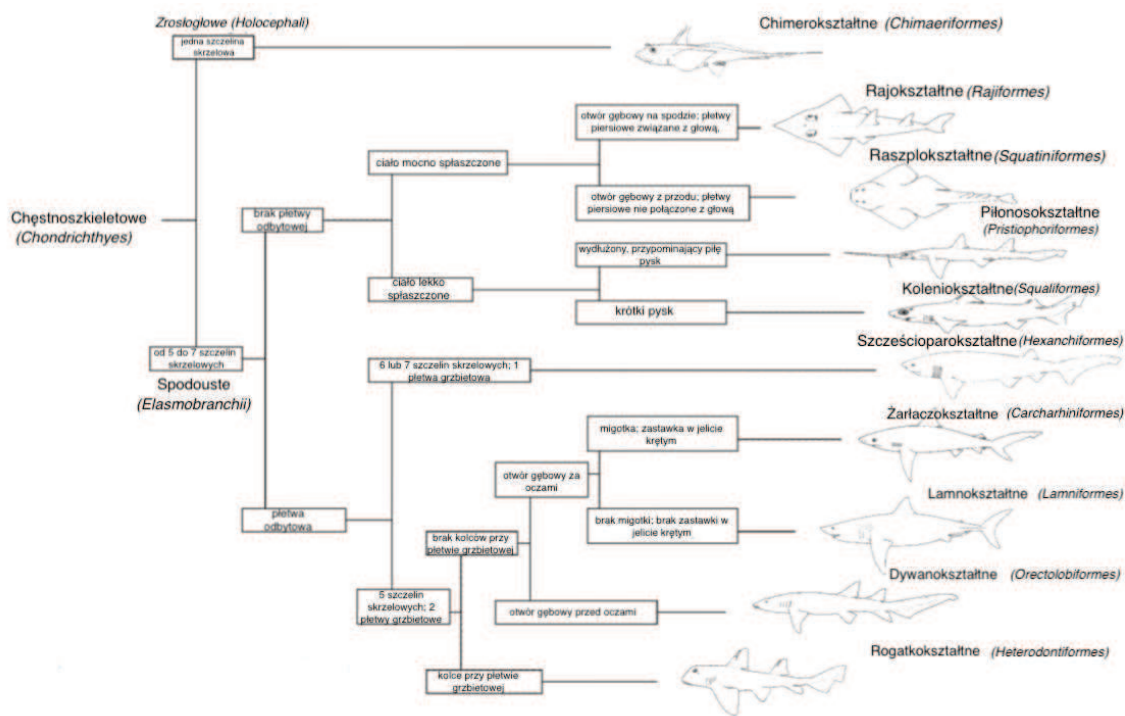 Zrosłogłowe (Holocephali)
jedna szczelina
skrzelowa
Chimerokształtne (Chimaeriformes)
Rajokształtne (Rajiformes)
otwór gębowy na spodzie; płetwy
piersiowe związane z głową,
ciało mocno spłaszczone
Raszplokształtne (Squatiniformes)
otwór gębowy z przodu; płetwy
piersiowe nie połączone z głową
Chęstnoszkieletowe
(Chondrichthyes)
brak płetwy
odbytowej
Piłonosokształtne
(Pristiophoriformes)
wydłużony, przypominający piłę
pysk
ciało lekko
spłaszczone
Koleniokształtne (Squaliformes)
krótki pysk
od 5 do 7 szczelin
skrzelowych
Spodouste
(Elasmobranchii)
Szcześcioparokształtne (Hexanchiformes)
6 lub 7 szczelin skrzelowych; 1
płetwa grzbietowa
Żarłaczokształtne (Carcharhiniformes)
migotka; zastawka w jelicie
krętym
otwór gębowy za
oczami
Lamnokształtne (Lamniformes)
brak migotki; brak zastawki w
jelicie krętym
płetwa
odbytowa
brak kolców przy
płetwie grzbietowej
Dywanokształtne (Orectolobiformes)
5 szczelin
skrzelowych; 2
płetwy grzbietowe
otwór gębowy przed oczami
Rogatkokształtne (Heterodontiformes)
kolce przy płetwie
grzbietowej